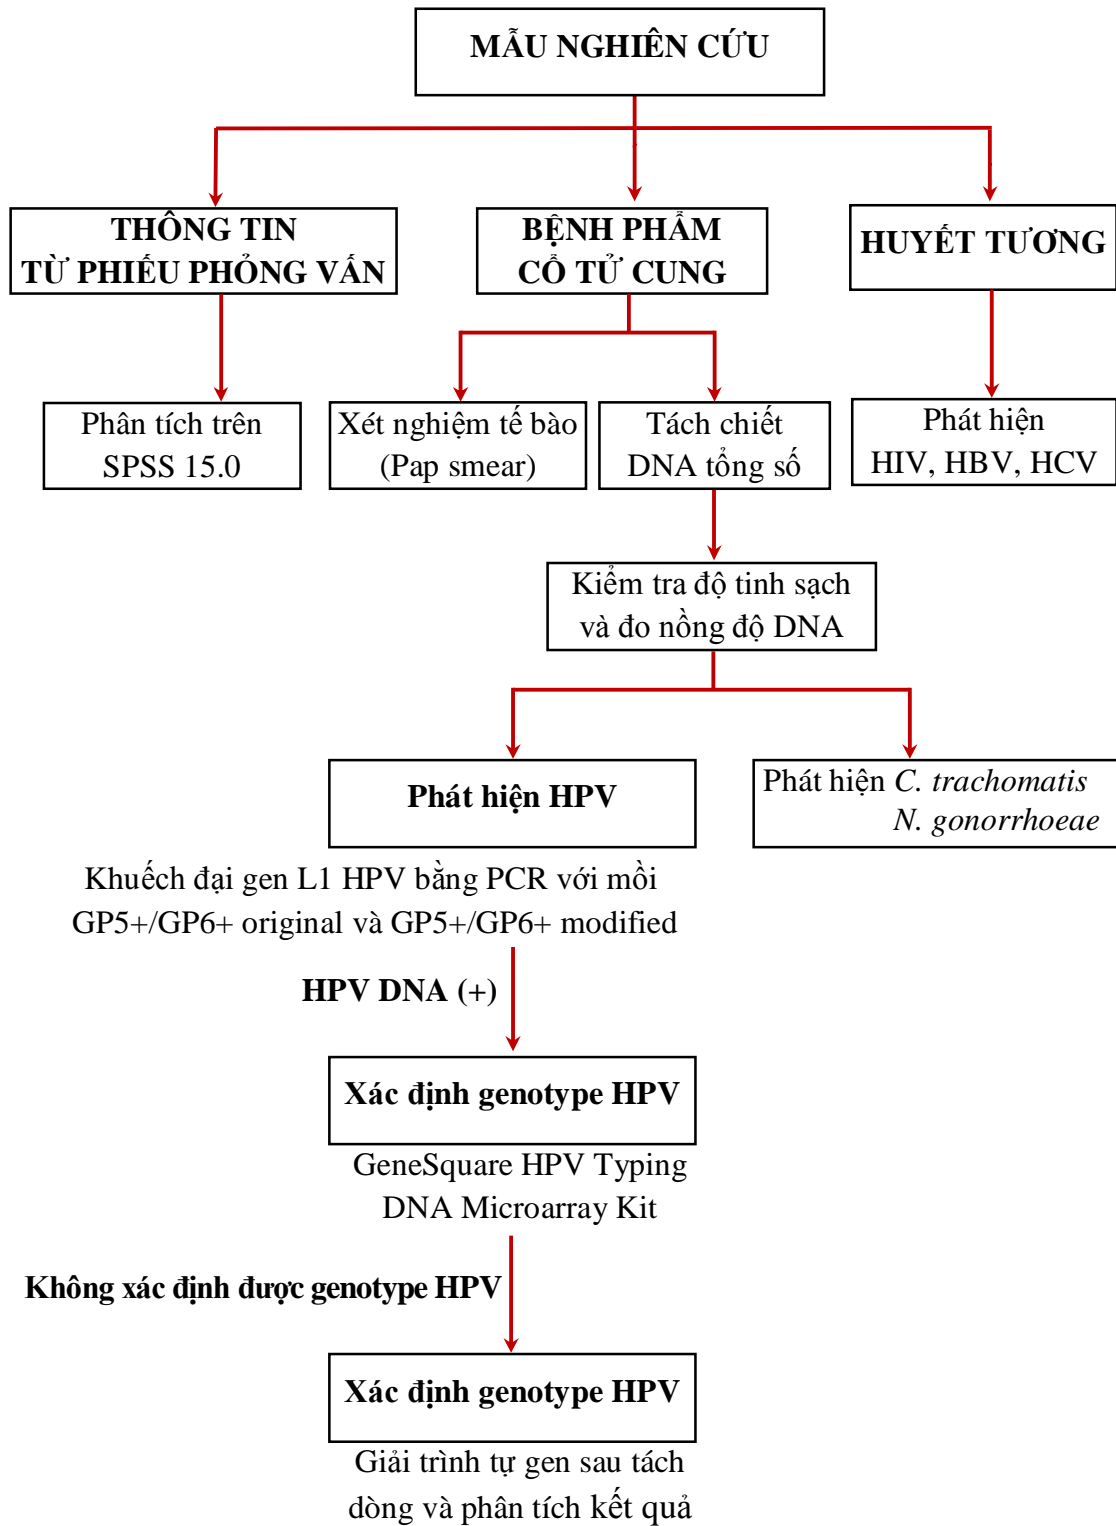 MẪU NGHIÊN CỨU
THÔNG TIN
TỪ PHIẾU PHỎNG VẤN
BỆNH PHẨM
CỔ TỬ CUNG
HUYẾT TƯƠNG
Phân tích trên
SPSS 15.0
Xét nghiệm tế bào
(Pap smear)
Tách chiết
DNA tổng số
Phát hiện
HIV, HBV, HCV
Kiểm tra độ tinh sạch
và đo nồng độ DNA
Phát hiện HPV
Phát hiện C. trachomatis
N. gonorrhoeae
Khuếch đại gen L1 HPV bằng PCR với mồi
GP5+/GP6+ original và GP5+/GP6+ modified
HPV DNA (+)
Xác định genotype HPV
GeneSquare HPV Typing
DNA Microarray Kit
Không xác định được genotype HPV
Xác định genotype HPV
Giải trình tự gen sau tách
dòng và phân tích kết quả